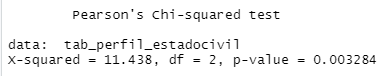 Pearson's Chi-squared test
data:  tab_perfil_estadocivil
X-squared = 11.438, df = 2, p-value = 0.003284